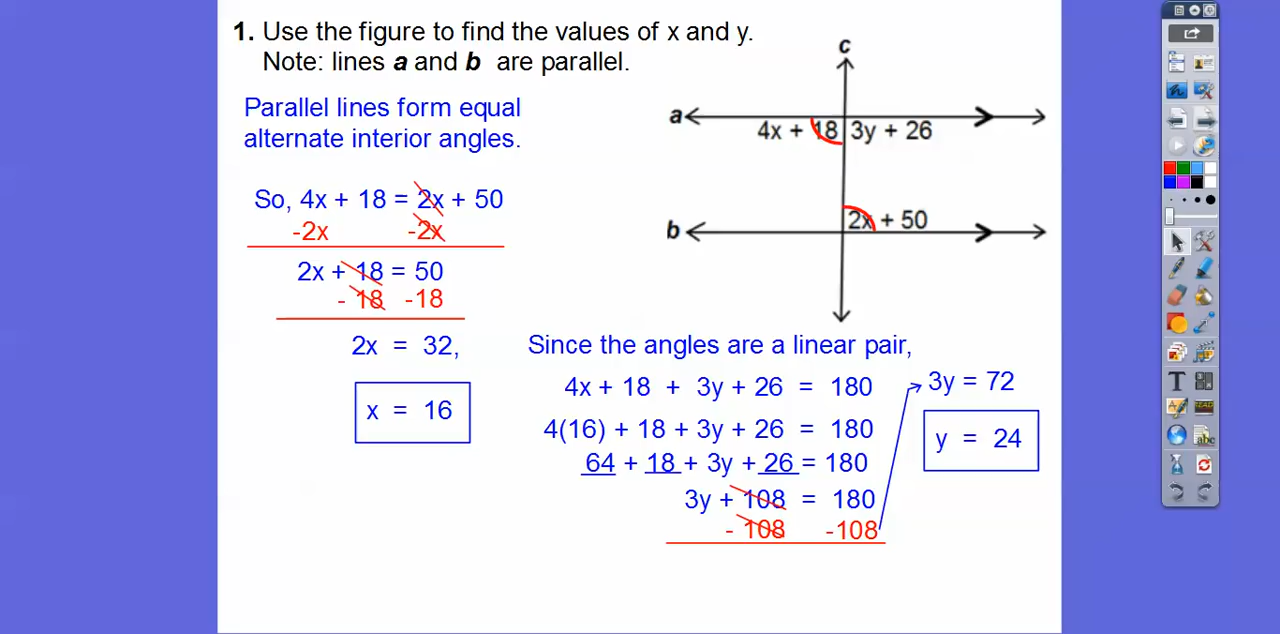 1. Use the figure to find the values of x and y.
Note: lines a and b are parallel.
Parallel lines form equal
alternate interior angles.
So, 4x + 18 = 2x + 50
-2x -2x
2x + 18 = 50
- 18 -18
2x = 32,
x = 16
c
a
4x + 18 3y + 26
b
2x + 50
Since the angles are a linear pair,
4x + 18 + 3y + 26 = 180
4(16) + 18 + 3y + 26 = 180
64 + 18 + 3y + 26 = 180
3y + 108 = 180
- 108 -108
3y = 72
y = 24
T
abc